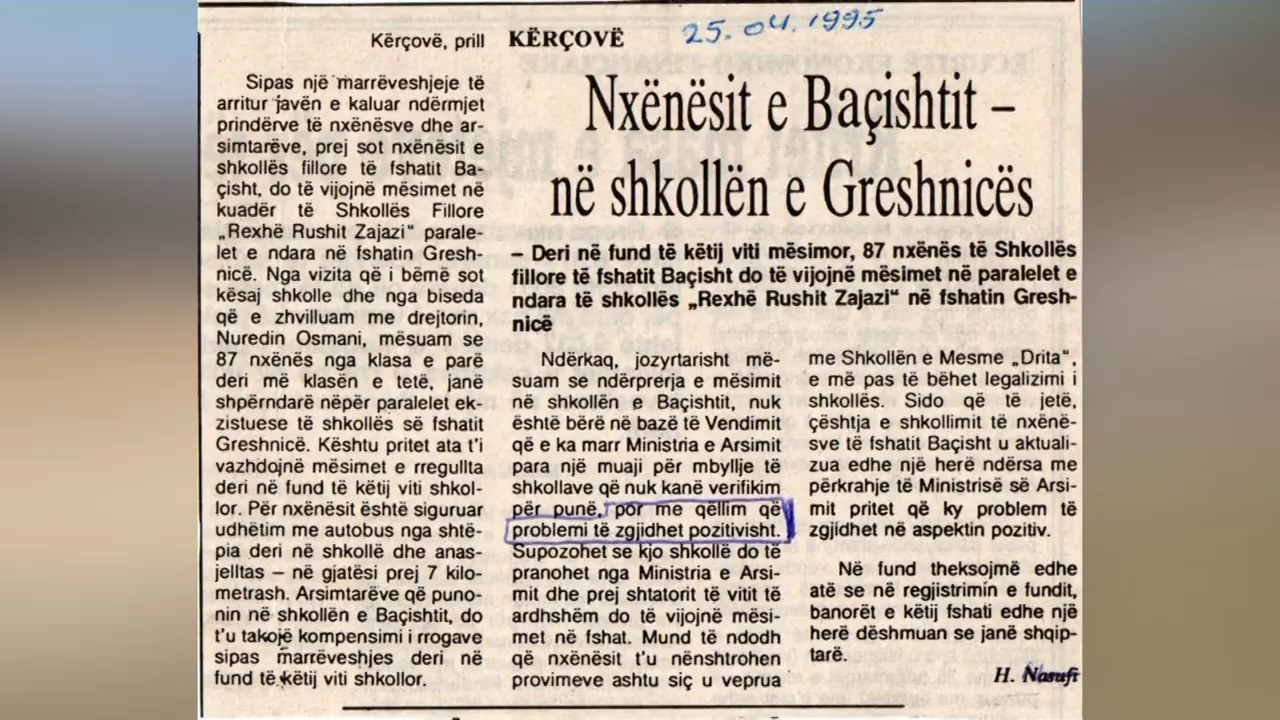 25.04.1995
KËRÇOVË
Nxënësit e Baçishtit –
në shkollën e Greshnicës
– Deri në fund të këtij viti mësimor, 87 nxënës të Shkollës
fillore të fshatit Baçisht do të vijojnë mësimet në paralelet e
ndara të shkollës „Rexhë Rushit Zajazi“ në fshatin Gresh-
nicë
Kërçovë, prill
Sipas një marrëveshjeje të
arritur javën e kaluar ndërmjet
prindërve të nxënësve dhe ar-
simtarëve, prej sot nxënësit e
shkollës fillore të fshatit Ba-
çisht, do të vijojnë mësimet në
kuadër të Shkollës Fillore
„Rexhë Rushit Zajazi“ parale-
let e ndara në fshatin Gresh-
nicë. Nga vizita që i bëmë sot
kësaj shkolle dhe nga biseda
që e zhvilluam me drejtorin,
Nuredin Osmani, mësuam se
87 nxënës nga klasa e parë
deri më klasën e tetë, janë
shpërndarë nëpër paralelet ek-
zistuese të shkollës së fshatit
Greshnicë. Kështu pritet ata t'i
vazhdojnë mësimet e rregullta
deri në fund të këtij viti shkol-
lor. Për nxënësit është siguruar
udhëtim me autobus nga shtë-
pia deri në shkollë dhe anas-
jelltas – në gjatësi prej 7 kilo-
metrash. Arsimtarëve që puno-
nin në shkollën e Baçishtit, do
t'u takojë kompensimi i rrogave
sipas marrëveshjes deri në
fund të këtij viti shkollor.
Ndërkaq, jozyrtarisht më-
suam se ndërprerja e mësimit
në shkollën e Baçishtit, nuk
është bërë në bazë të Vendimit
që e ka marr Ministria e Arsimit
para një muaji për mbyllje të
shkollave që nuk kanë verifikim
për punë, por me qëllim që
problemi të zgjidhet pozitivisht.
Supozohet se kjo shkollë do të
pranohet nga Ministria e Arsi-
mit dhe prej shtatorit të vitit të
ardhshëm do të vijojnë mësi-
met në fshat. Mund të ndodh
që nxënësit t'u nënshtrohen
provimeve ashtu siç u veprua
me Shkollën e Mesme „Drita“,
e më pas të bëhet legalizimi i
shkollës. Sido që të jetë,
çështja e shkollimit të nxënë-
sve të fshatit Baçisht u aktuali-
zua edhe një herë ndërsa me
përkrahje të Ministrisë së Arsi-
mit pritet që ky problem të
zgjidhet në aspektin pozitiv.
Në fund theksojmë edhe
atë se në regjistrimin e fundit,
banorët e këtij fshati edhe një
herë dëshmuan se janë shqip-
tarë.
H. Nasufi